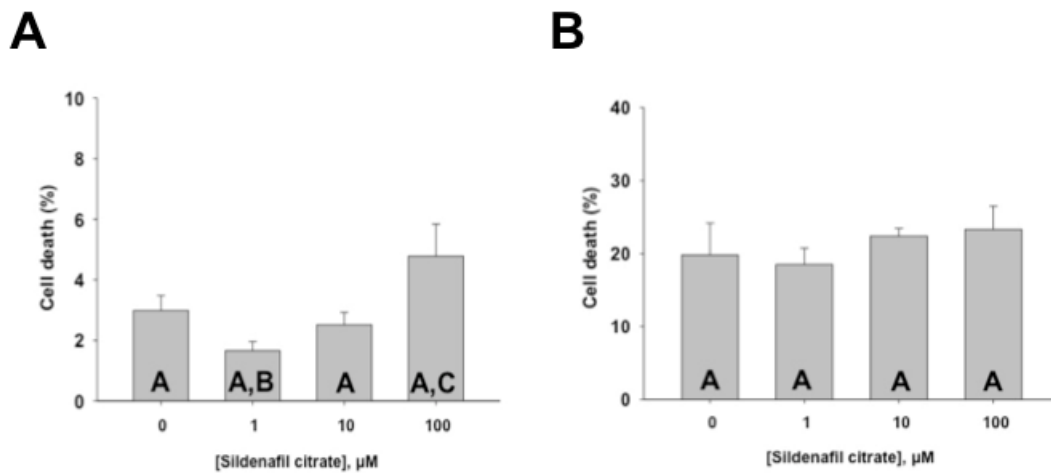 A
B
10
8
6
4
2
0
Cell death (%)
A
A,B
A
A,C
0
1
10
100
[Sildenafil citrate], µM
40
30
20
10
0
Cell death (%)
A
A
A
A
0
1
10
100
[Sildenafil citrate], µM